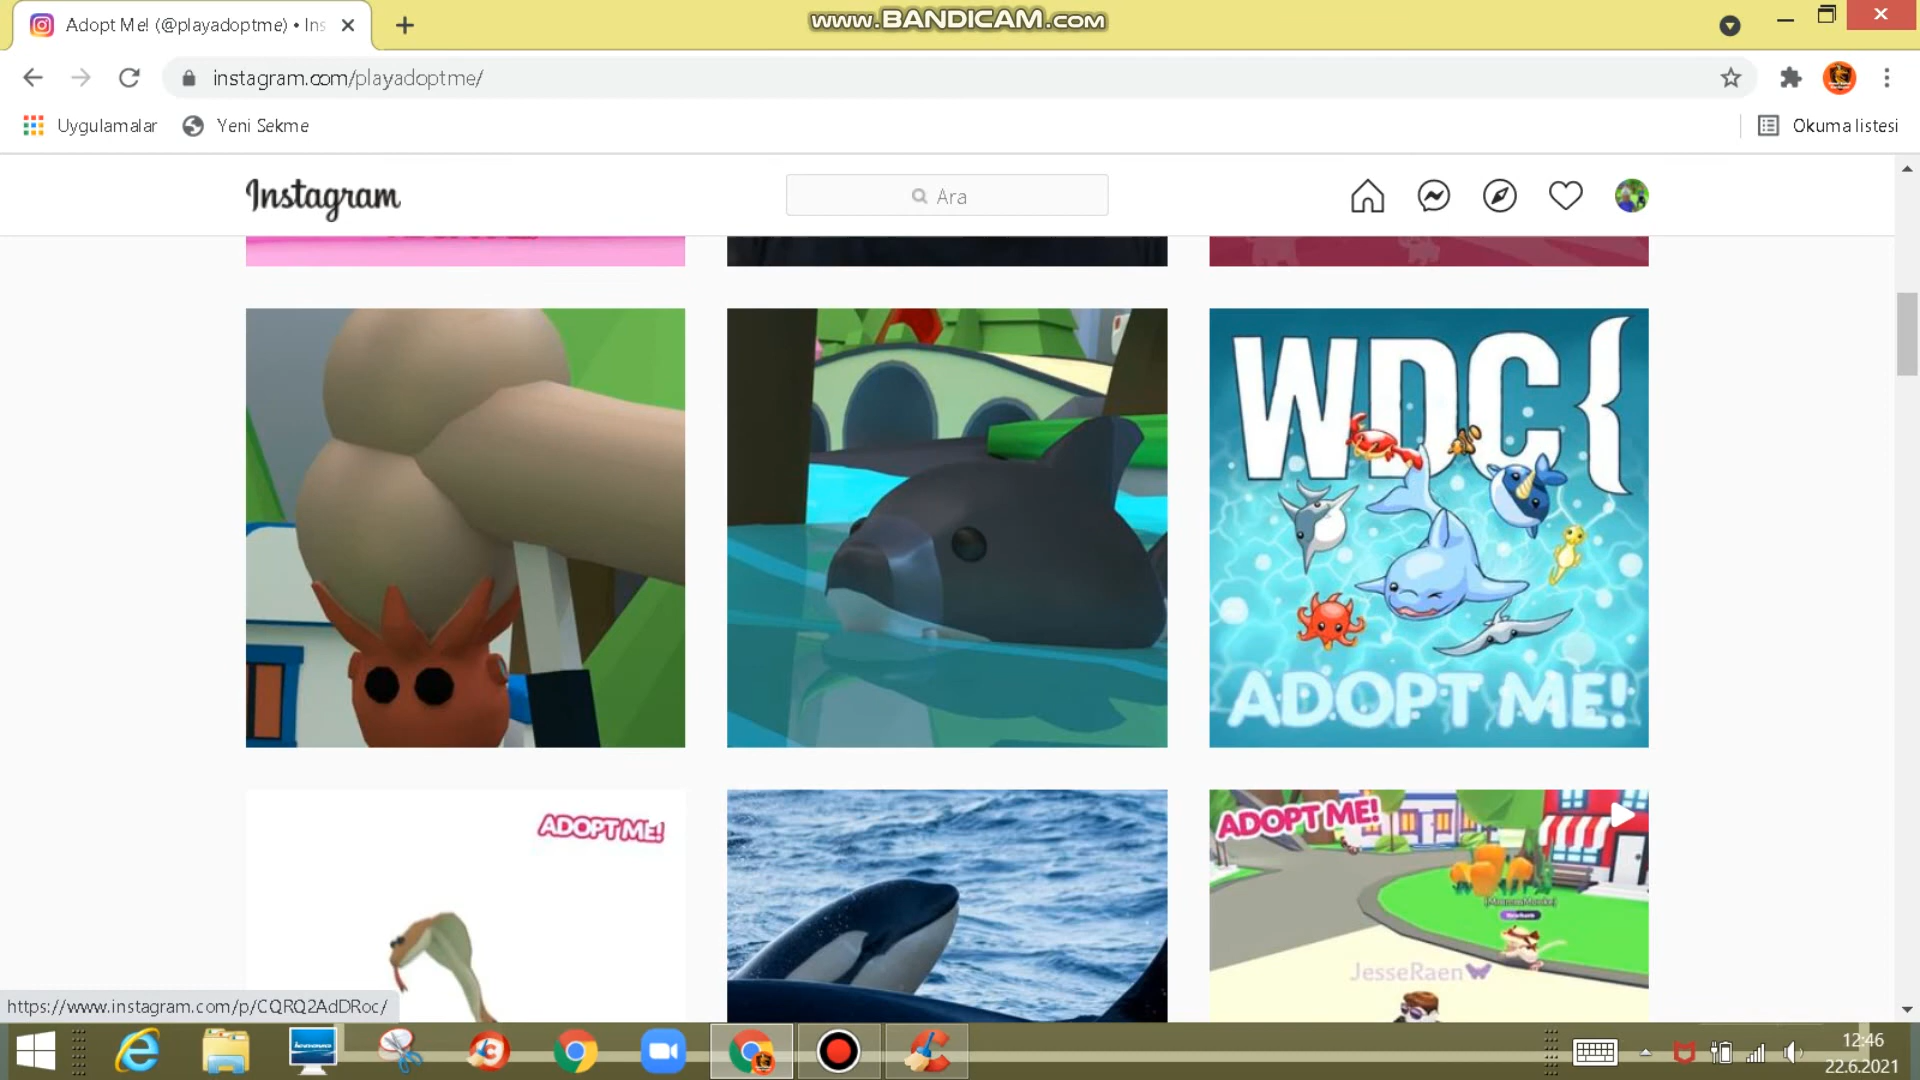 Adopt Me! (@playadoptme) • Ins
www.BANDICAM.com
instagram.com/playadoptme/
Uygulamalar
Yeni Sekme
Okuma listesi
Instagram
Ara
WDC{
ADOPT ME!
ADOPT ME!
ADOPT ME!
JesseRaen
https://www.instagram.com/p/CQRQ2AdDRoc/
12:46
22.6.2021